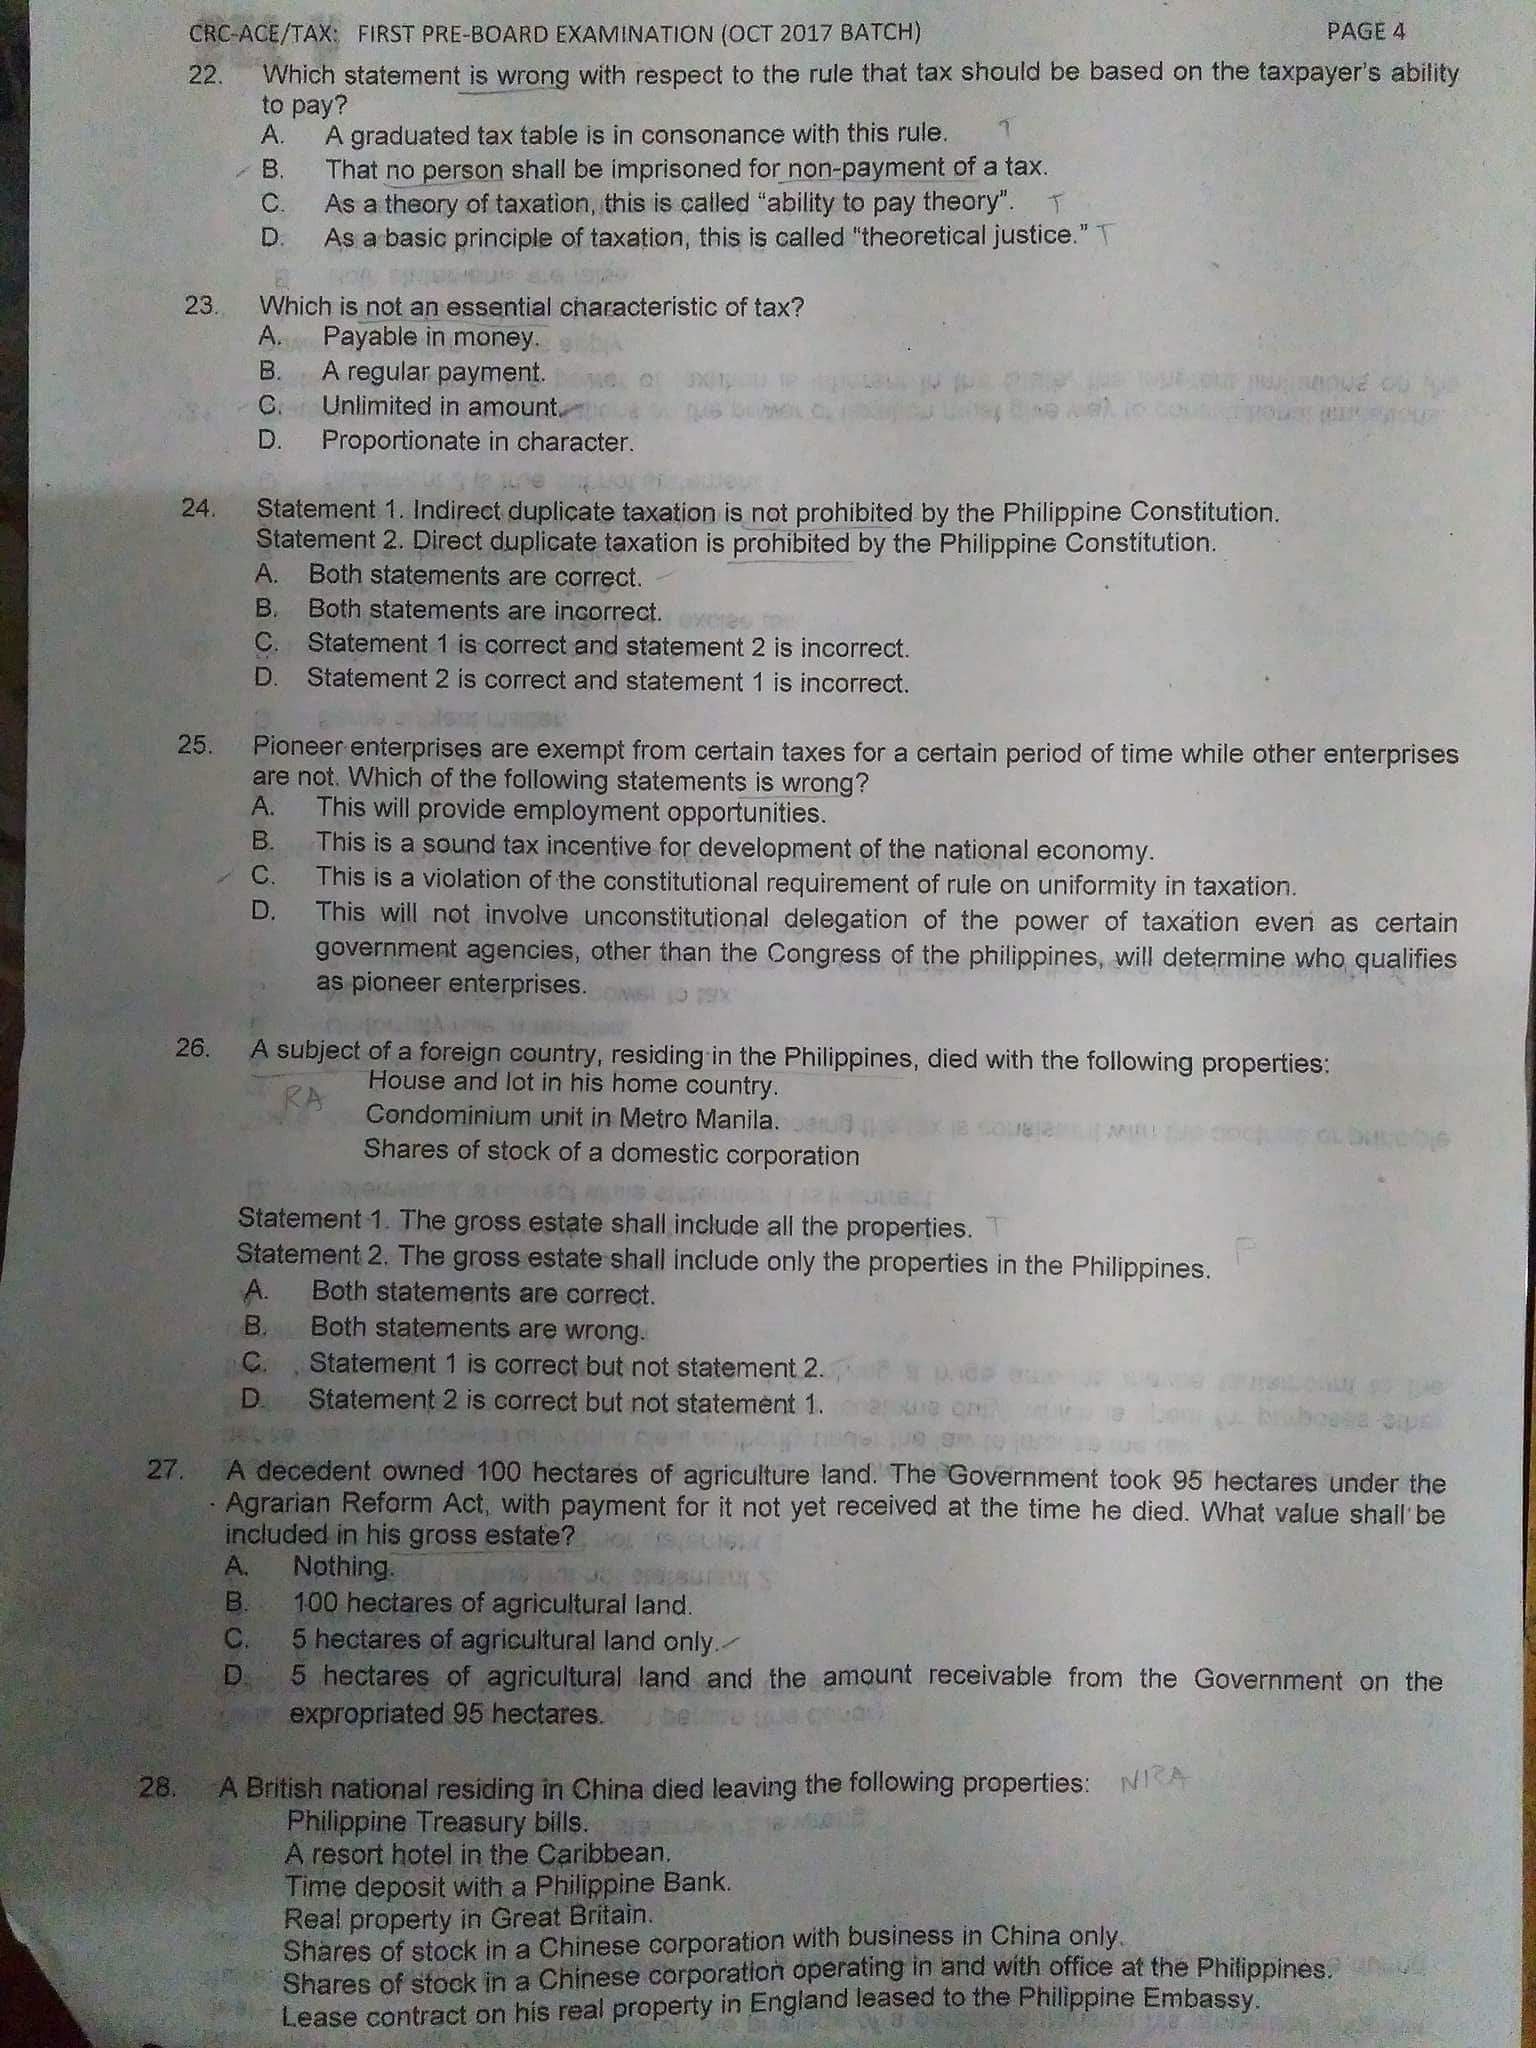 CRC-ACE/TAX: FIRST PRE-BOARD EXAMINATION (OCT 2017 BATCH) PAGE 4
22. Which statement is wrong with respect to the rule that tax should be based on the taxpayer's ability
to pay?
A. A graduated tax table is in consonance with this rule. T
B. That no person shall be imprisoned for non-payment of a tax.
C. As a theory of taxation, this is called "ability to pay theory". T
D. As a basic principle of taxation, this is called "theoretical justice." T
23. Which is not an essential characteristic of tax?
A. Payable in money.
B. A regular payment.
C. Unlimited in amount.
D. Proportionate in character.
24. Statement 1. Indirect duplicate taxation is not prohibited by the Philippine Constitution.
Statement 2. Direct duplicate taxation is prohibited by the Philippine Constitution.
A. Both statements are correct.
B. Both statements are incorrect.
C. Statement 1 is correct and statement 2 is incorrect.
D. Statement 2 is correct and statement 1 is incorrect.
25. Pioneer enterprises are exempt from certain taxes for a certain period of time while other enterprises
are not. Which of the following statements is wrong?
A. This will provide employment opportunities.
B. This is a sound tax incentive for development of the national economy.
C. This is a violation of the constitutional requirement of rule on uniformity in taxation.
D. This will not involve unconstitutional delegation of the power of taxation even as certain
government agencies, other than the Congress of the philippines, will determine who qualifies
as pioneer enterprises.
26. A subject of a foreign country, residing in the Philippines, died with the following properties:
House and lot in his home country.
RA
Condominium unit in Metro Manila.
Shares of stock of a domestic corporation
Statement 1. The gross estate shall include all the properties. T
Statement 2. The gross estate shall include only the properties in the Philippines. F
A. Both statements are correct.
B. Both statements are wrong.
C. Statement 1 is correct but not statement 2.
D. Statement 2 is correct but not statement 1.
27. A decedent owned 100 hectares of agriculture land. The Government took 95 hectares under the
Agrarian Reform Act, with payment for it not yet received at the time he died. What value shall be
included in his gross estate?
A. Nothing.
B. 100 hectares of agricultural land.
C. 5 hectares of agricultural land only.
D. 5 hectares of agricultural land and the amount receivable from the Government on the
expropriated 95 hectares.
28. A British national residing in China died leaving the following properties:
Philippine Treasury bills.
A resort hotel in the Caribbean.
Time deposit with a Philippine Bank.
Real property in Great Britain.
Shares of stock in a Chinese corporation with business in China only.
Shares of stock in a Chinese corporation operating in and with office at the Philippines.
Lease contract on his real property in England leased to the Philippine Embassy.